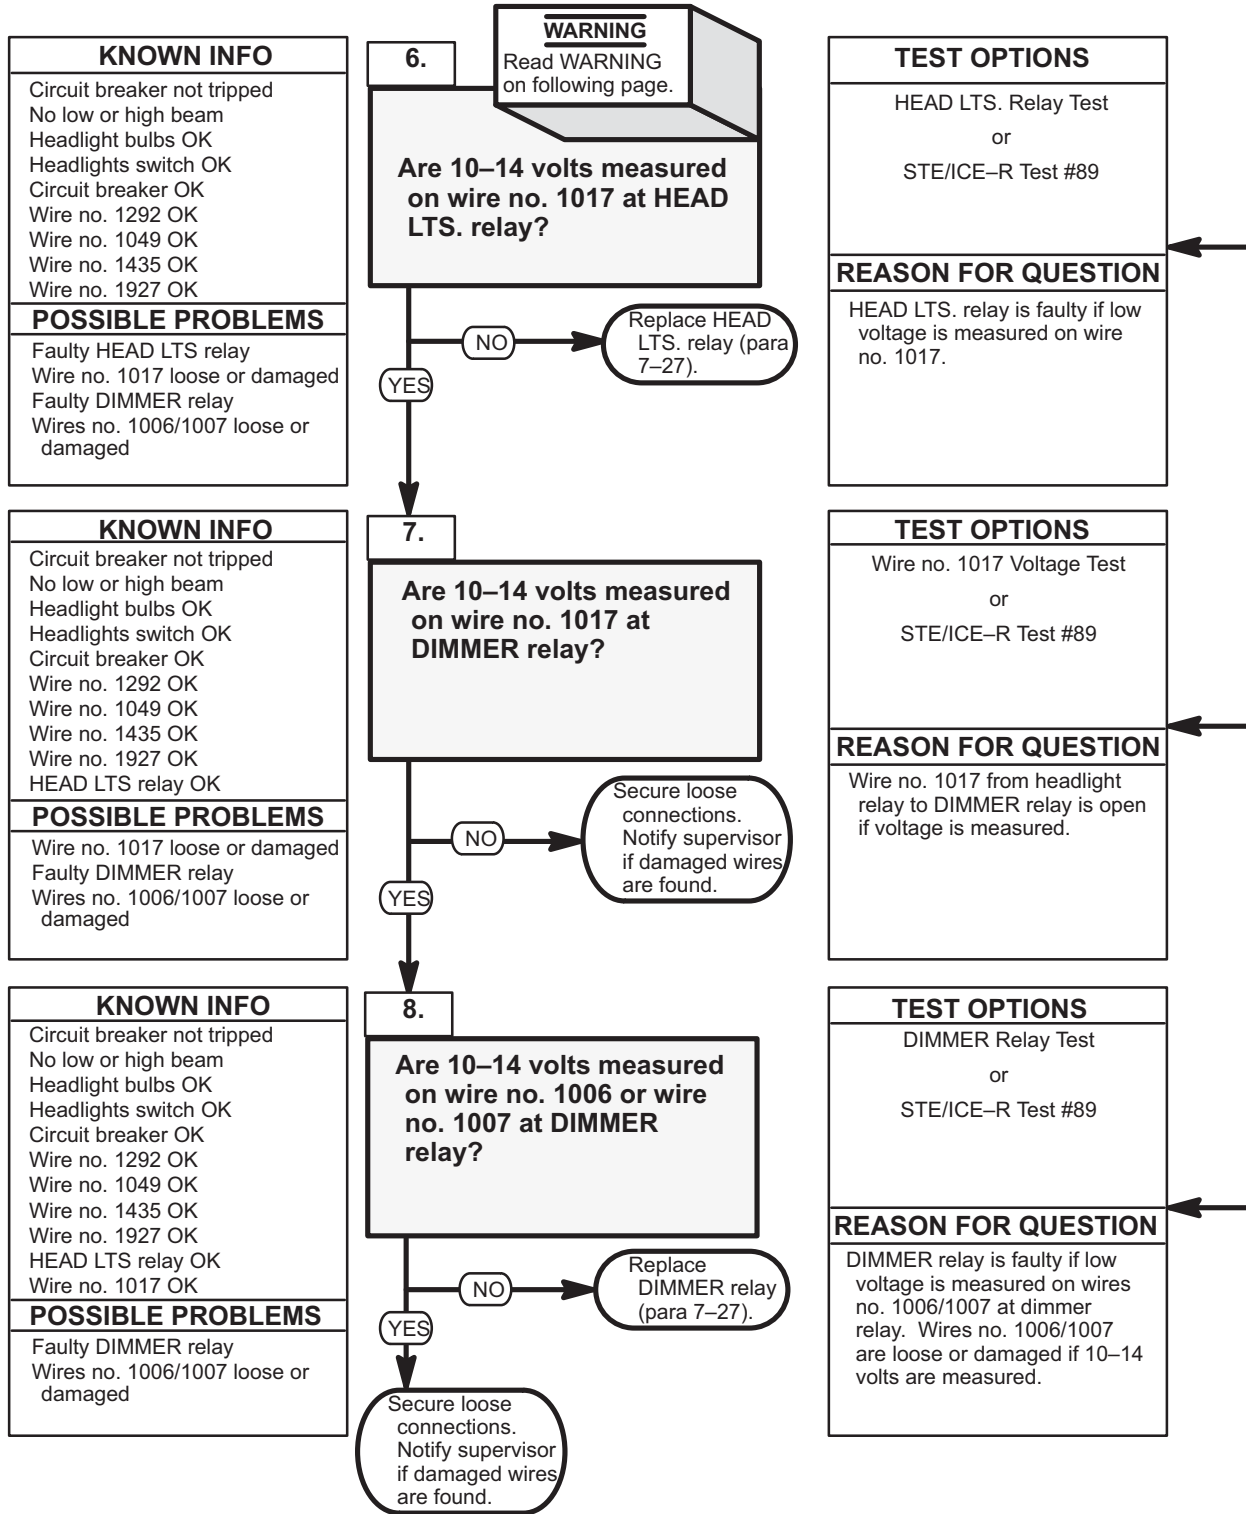 KNOWN INFO
Circuit breaker not tripped
No low or high beam
Headlight bulbs OK
Headlights switch OK
Circuit breaker OK
Wire no. 1292 OK
Wire no. 1049 OK
Wire no. 1435 OK
Wire no. 1927 OK
POSSIBLE PROBLEMS
Faulty HEAD LTS relay
Wire no. 1017 loose or damaged
Faulty DIMMER relay
Wires no. 1006/1007 loose or
damaged
6.
WARNING
Read WARNING
on following page.
Are 10–14 volts measured
on wire no. 1017 at HEAD
LTS. relay?
NO
Replace HEAD
LTS. relay (para
7–27).
YES
TEST OPTIONS
HEAD LTS. Relay Test
or
STE/ICE–R Test #89
REASON FOR QUESTION
HEAD LTS. relay is faulty if low
voltage is measured on wire
no. 1017.
KNOWN INFO
Circuit breaker not tripped
No low or high beam
Headlight bulbs OK
Headlights switch OK
Circuit breaker OK
Wire no. 1292 OK
Wire no. 1049 OK
Wire no. 1435 OK
Wire no. 1927 OK
HEAD LTS relay OK
POSSIBLE PROBLEMS
Wire no. 1017 loose or damaged
Faulty DIMMER relay
Wires no. 1006/1007 loose or
damaged
7.
Are 10–14 volts measured
on wire no. 1017 at
DIMMER relay?
NO
Secure loose
connections.
Notify supervisor
if damaged wires
are found.
YES
TEST OPTIONS
Wire no. 1017 Voltage Test
or
STE/ICE–R Test #89
REASON FOR QUESTION
Wire no. 1017 from headlight
relay to DIMMER relay is open
if voltage is measured.
KNOWN INFO
Circuit breaker not tripped
No low or high beam
Headlight bulbs OK
Headlights switch OK
Circuit breaker OK
Wire no. 1292 OK
Wire no. 1049 OK
Wire no. 1435 OK
Wire no. 1927 OK
HEAD LTS relay OK
Wire no. 1017 OK
POSSIBLE PROBLEMS
Faulty DIMMER relay
Wires no. 1006/1007 loose or
damaged
8.
Are 10–14 volts measured
on wire no. 1006 or wire
no. 1007 at DIMMER
relay?
NO
Replace
DIMMER relay
(para 7–27).
YES
Secure loose
connections.
Notify supervisor
if damaged wires
are found.
TEST OPTIONS
DIMMER Relay Test
or
STE/ICE–R Test #89
REASON FOR QUESTION
DIMMER relay is faulty if low
voltage is measured on wires
no. 1006/1007 at dimmer
relay. Wires no. 1006/1007
are loose or damaged if 10–14
volts are measured.